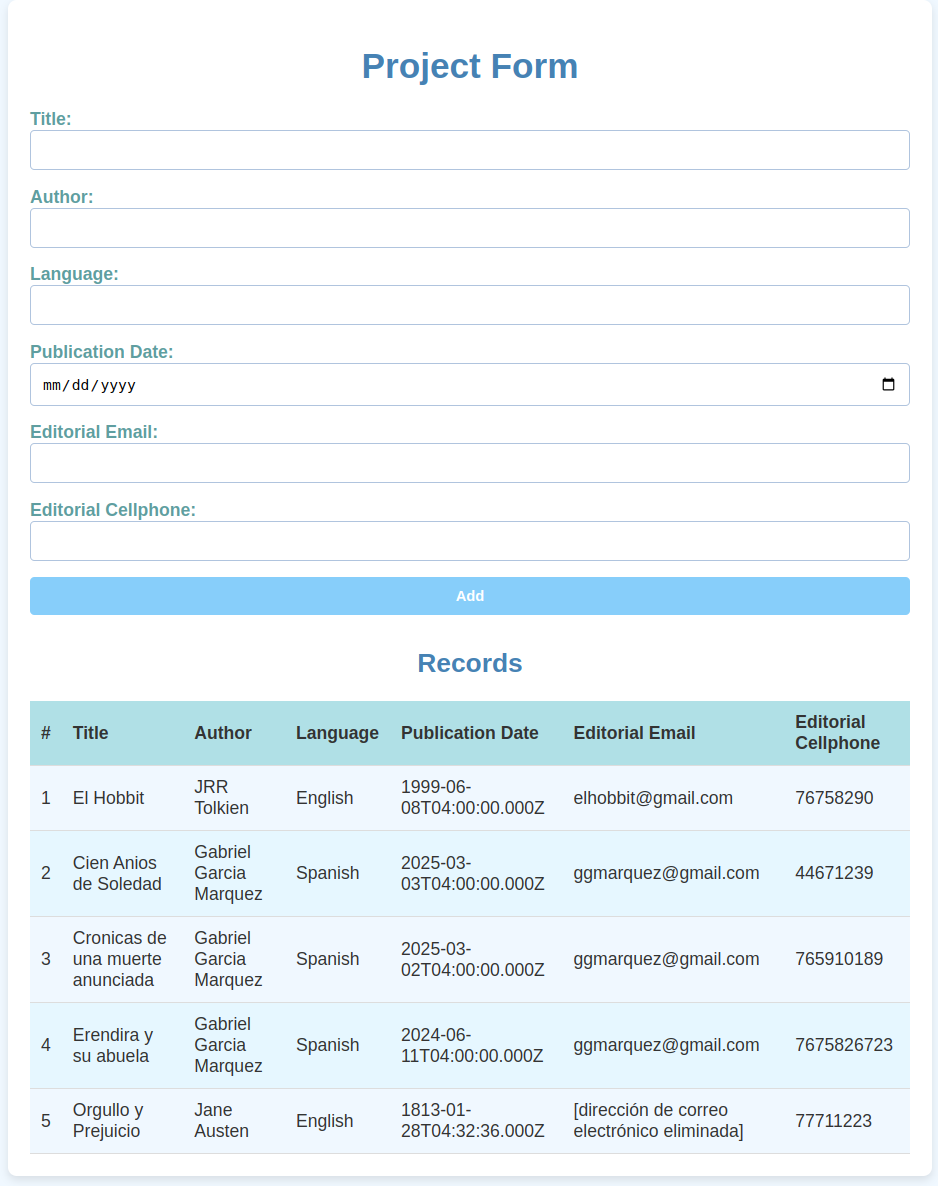 Project Form
Title:
Author:
Language:
Publication Date:
mm/dd/yyyy
Editorial Email:
Editorial Cellphone:
Add
Records
# Title Author Language Publication Date Editorial Email Editorial Cellphone
1 El Hobbit JRR Tolkien English 1999-06-08T04:00:00.000Z elhobbit@gmail.com 76758290
2 Cien Anios de Soledad Gabriel Garcia Marquez Spanish 2025-03-03T04:00:00.000Z ggmarquez@gmail.com 44671239
3 Cronicas de una muerte anunciada Gabriel Garcia Marquez Spanish 2025-03-02T04:00:00.000Z ggmarquez@gmail.com 765910189
4 Erendira y su abuela Gabriel Garcia Marquez Spanish 2024-06-11T04:00:00.000Z ggmarquez@gmail.com 7675826723
5 Orgullo y Prejuicio Jane Austen English 1813-01-28T04:32:36.000Z [dirección de correo electrónico eliminada] 77711223